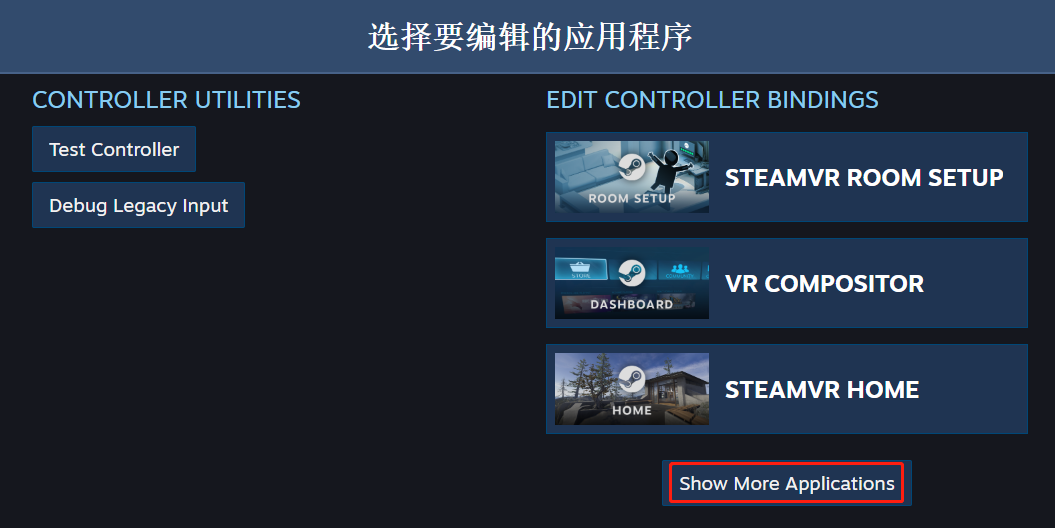 选择要编辑的应用程序
CONTROLLER UTILITIES
Test Controller
Debug Legacy Input
EDIT CONTROLLER BINDINGS
ROOM SETUP
STEAMVR ROOM SETUP
STORE
DASHBOARD
VR COMPOSITOR
HOME
STEAMVR HOME
Show More Applications